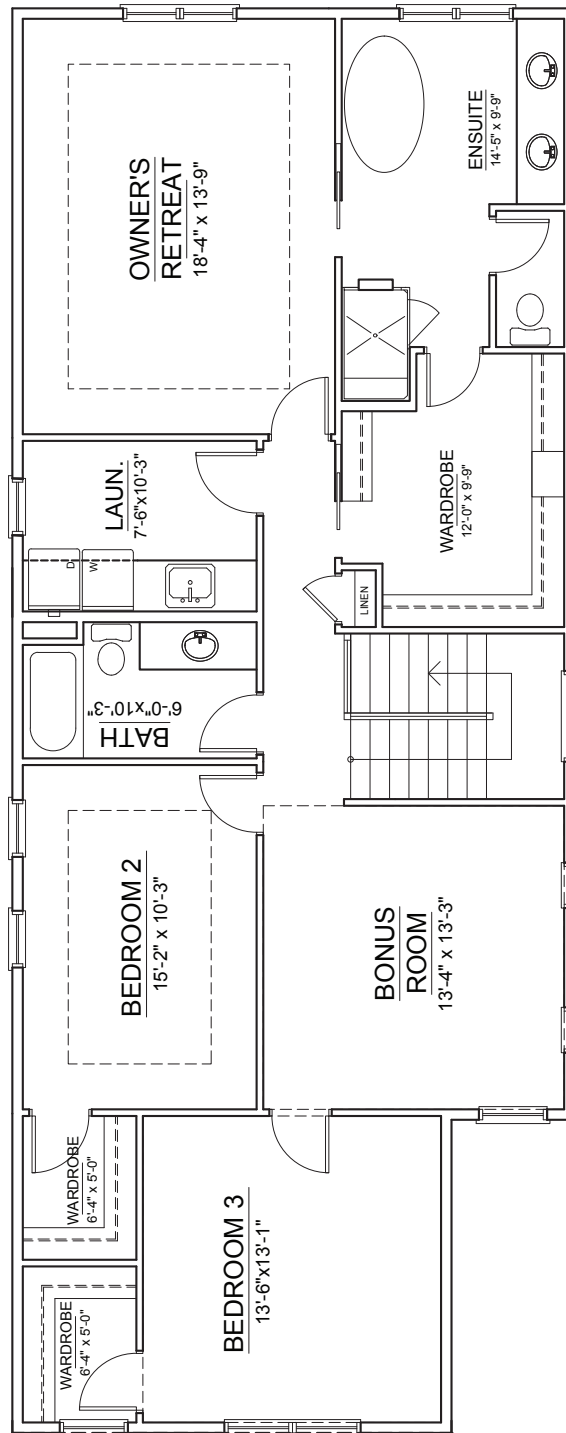 OWNER'S
RETREAT
18'-4" x 13'-9"
ENSUITE
14'-5" x 9'-9"
LAUN.
7'-6"x10'-3"
D
W
WARDROBE
12'-0" x 9'-9"
LINEN
BATH
6'-0"x10'-3"
BEDROOM 2
15'-2" x 10'-3"
BONUS
ROOM
13'-4" x 13'-3"
WARDROBE
6'-4" x 5'-0"
BEDROOM 3
13'-6"x13'-1"
WARDROBE
6'-4" x 5'-0"